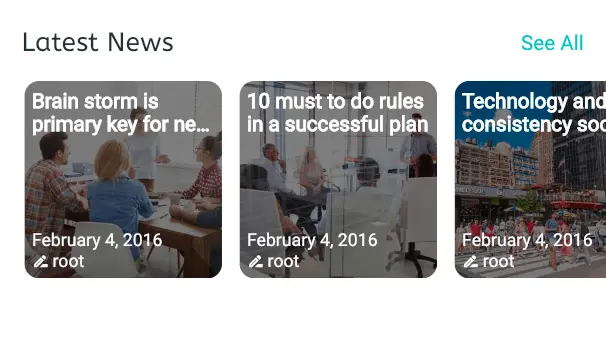 Latest News
See All
Brain storm is
primary key for ne...
February 4, 2016
root
10 must to do rules
in a successful plan
February 4, 2016
root
Technology and
consistency soc
February 4, 2016
root